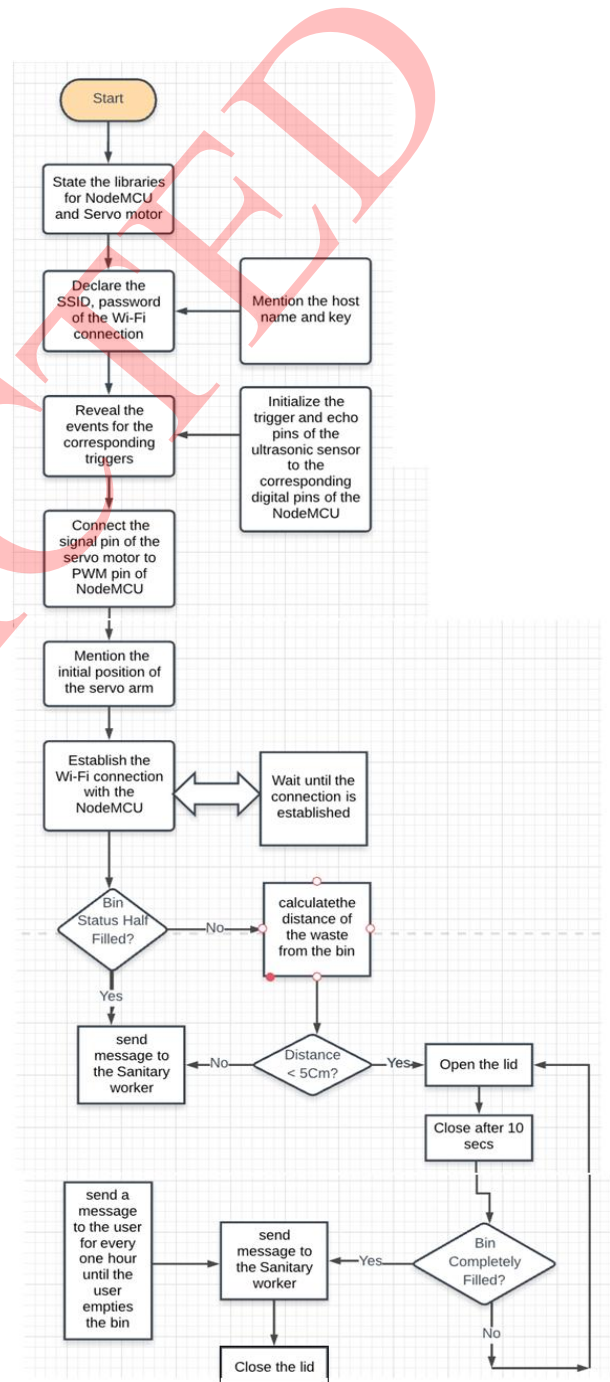 Start
State the libraries
for NodeMCU
and Servo motor
Declare the
SSID, password
of the Wi-Fi
connection
Mention the host
name and key
Reveal the
events for the
corresponding
triggers
Initialize the
trigger and echo
pins of the
ultrasonic sensor
to the
corresponding
digital pins of the
NodeMCU
Connect the
signal pin of the
servo motor to
PWM pin of
NodeMCU
Mention the
initial position of
the servo arm
Establish the
Wi-Fi connection
with the
NodeMCU
Wait until the
connection is
established
Bin
Status Half
Filled?
No
calculatethe
distance of
the waste
from the bin
Yes
send
message to
the Sanitary
worker
No
Distance
< 5Cm?
Yes
Open the lid
Close after 10
secs
send a
message
to the user
for every
one hour
until the
user
empties
the bin
send
message to
the Sanitary
worker
Yes
Bin
Completely
Filled?
No
Close the lid
CTED